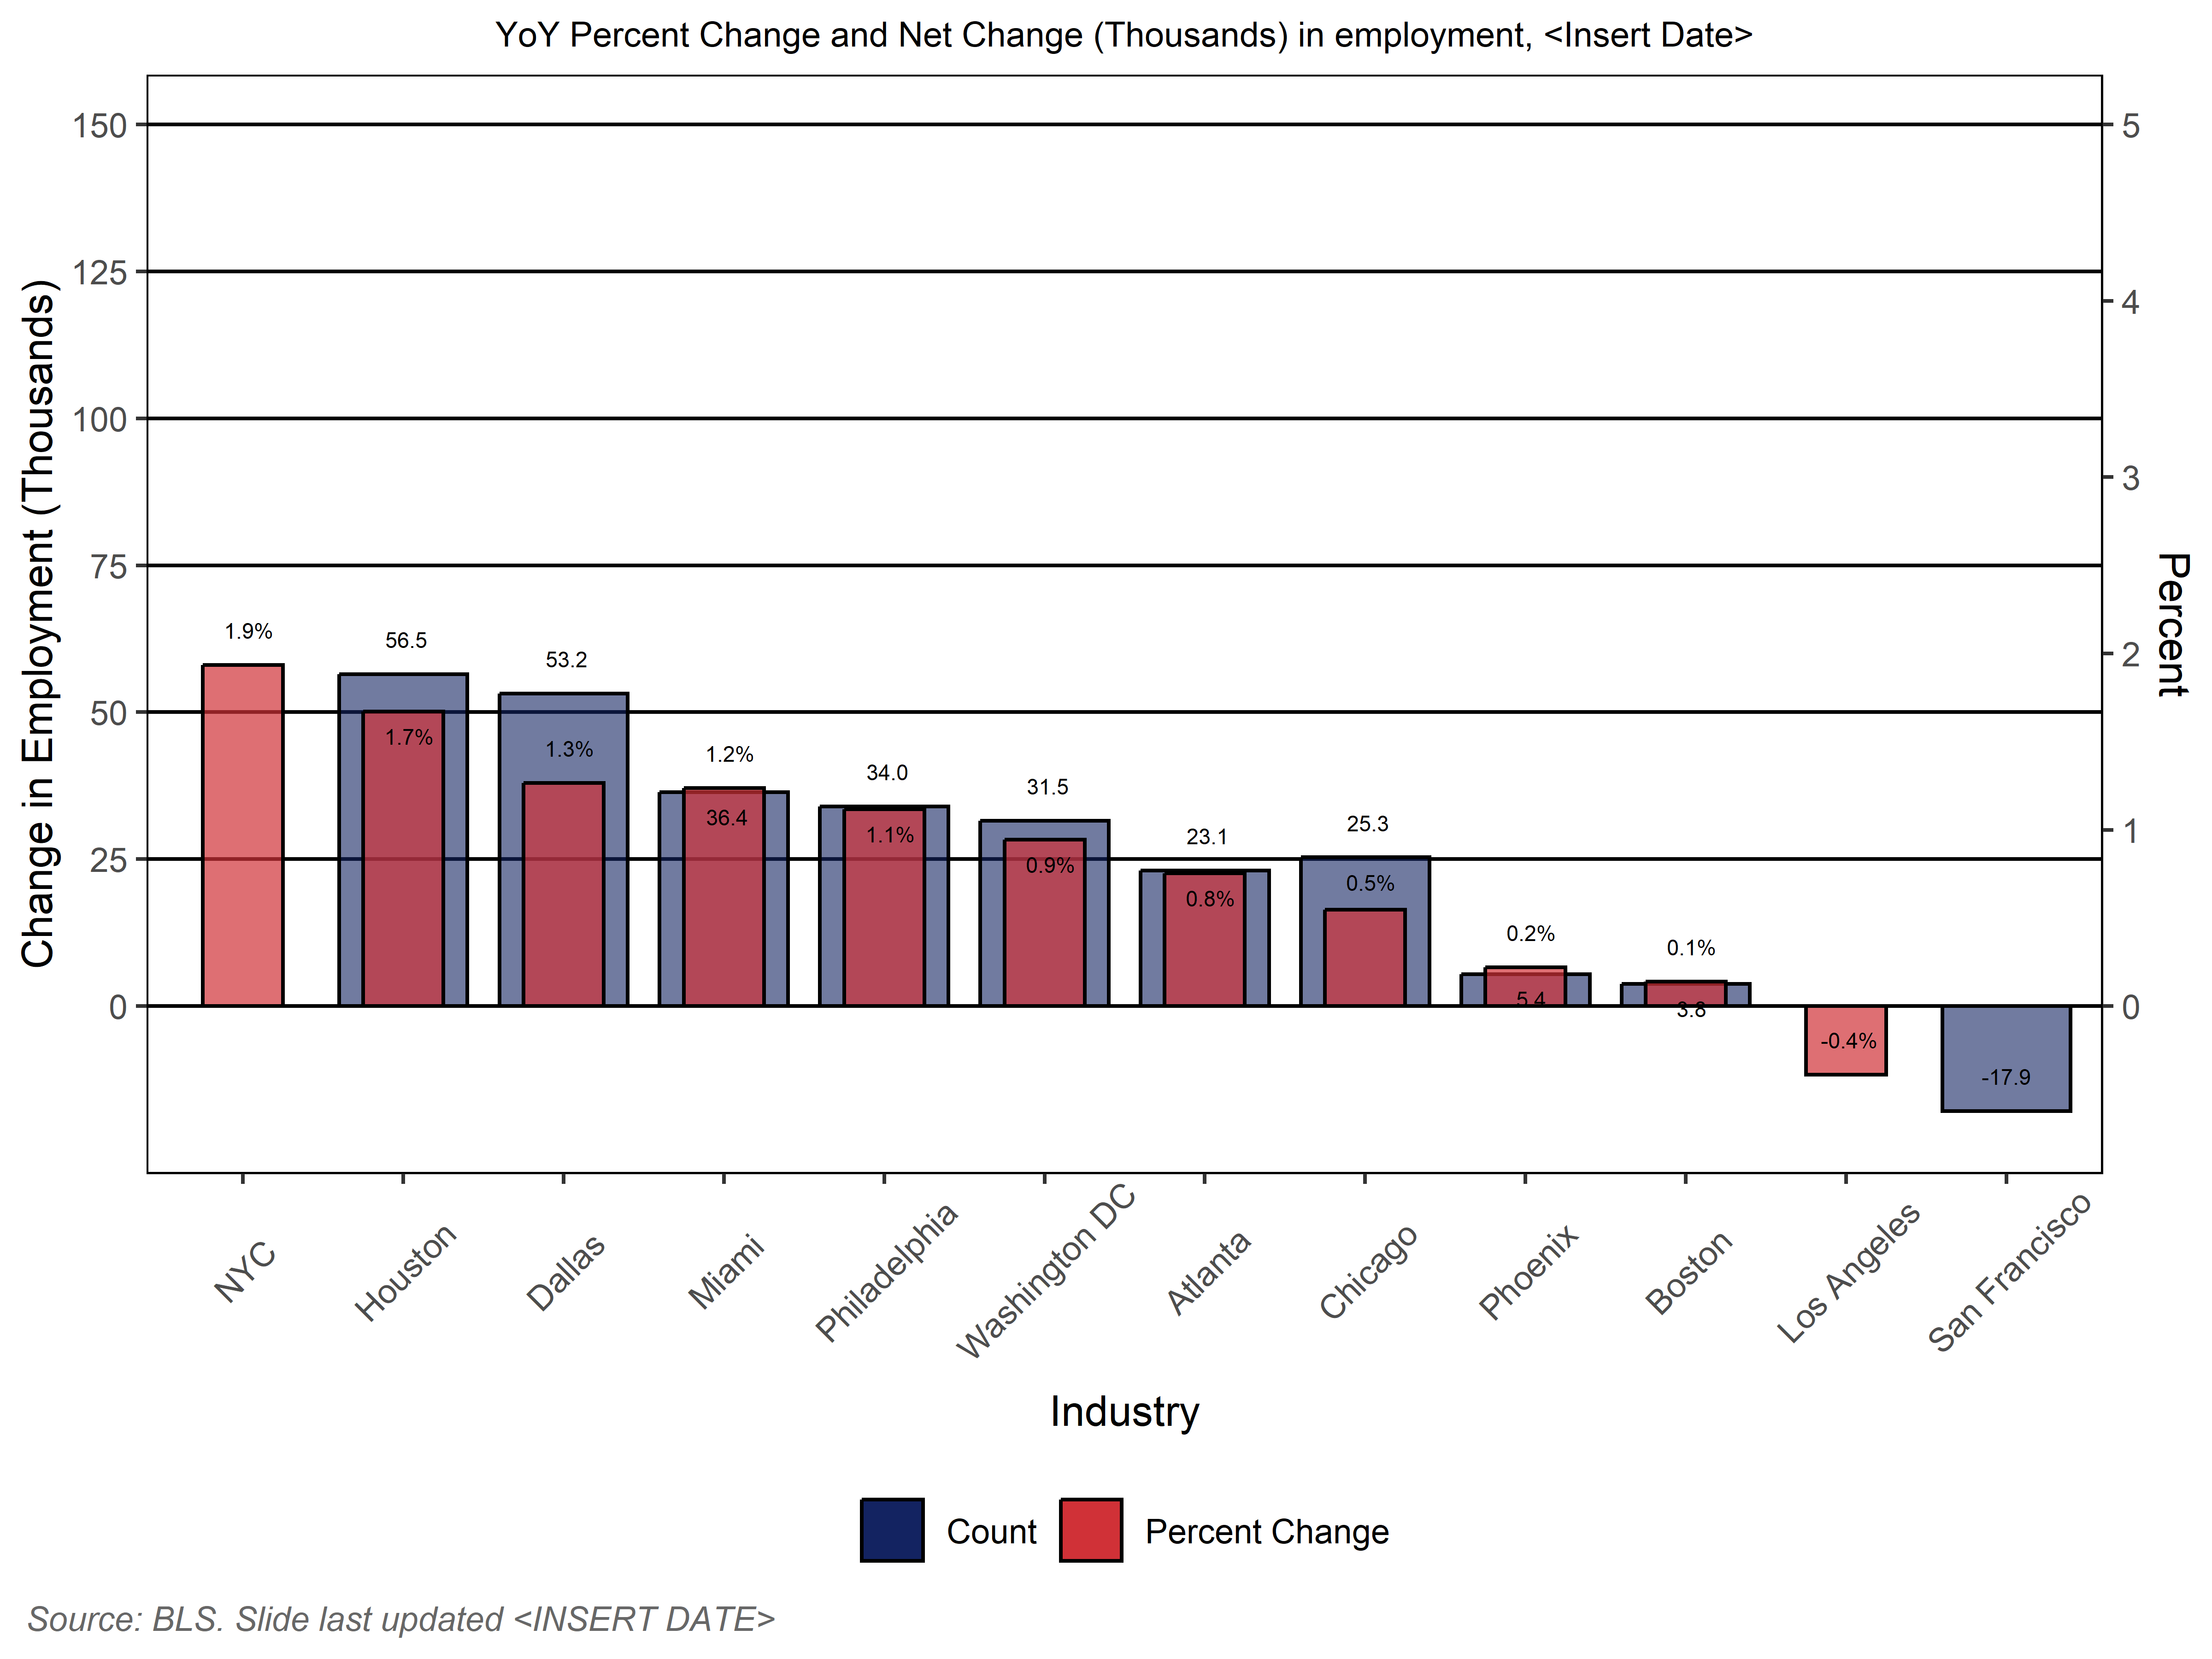 YoY Percent Change and Net Change (Thousands) in employment, <Insert Date>
Change in Employment (Thousands)
150
125
100
75
50
25
0
5
4
3
2
1
0
Percent
1.9%
56.5
1.7%
53.2
1.3%
1.2%
36.4
34.0
1.1%
31.5
0.9%
23.1
0.8%
25.3
0.5%
0.2%
5.4
0.1%
3.8
-0.4%
-17.9
NYC
Houston
Dallas
Miami
Philadelphia
Washington DC
Atlanta
Chicago
Phoenix
Boston
Los Angeles
San Francisco
Industry
Count
Percent Change
Source: BLS. Slide last updated <INSERT DATE>